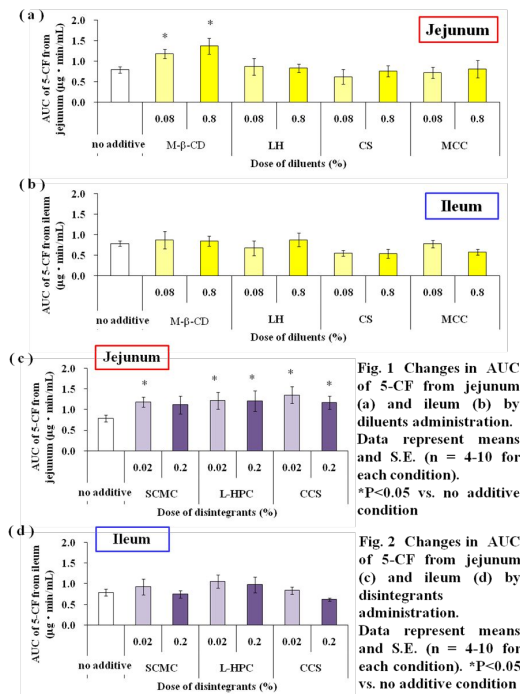 ( a )
Jejunum
AUC of 5-CF from
jejunum (µg・min/mL)
2.0
1.5
1.0
0.5
0.0
*
*
0.08 0.8 0.08 0.8 0.08 0.8 0.08 0.8
no additive M-β-CD LH CS MCC
Dose of diluents (%)
( b )
Ileum
AUC of 5-CF from ileum
(µg・min/mL)
2.0
1.5
1.0
0.5
0.0
0.08 0.8 0.08 0.8 0.08 0.8 0.08 0.8
no additive M-β-CD LH CS MCC
Dose of diluents (%)
( c )
Jejunum
AUC of 5-CF from
jejunum (µg・min/mL)
2.0
1.5
1.0
0.5
0.0
*
*
*
*
*
0.02 0.2 0.02 0.2 0.02 0.2
no additive SCMC L-HPC CCS
Dose of disintegrants (%)
Fig. 1 Changes in AUC
of 5-CF from jejunum
(a) and ileum (b) by
diluents administration.
Data represent means
and S.E. (n = 4-10 for
each condition).
*P<0.05 vs. no additive
condition
( d )
Ileum
AUC of 5-CF from ileum
(µg・min/mL)
2.0
1.5
1.0
0.5
0.0
0.02 0.2 0.02 0.2 0.02 0.2
no additive SCMC L-HPC CCS
Dose of disintegrants (%)
Fig. 2 Changes in AUC
of 5-CF from jejunum
(c) and ileum (d) by
disintegrants
administration.
Data represent means
and S.E. (n = 4-10 for
each condition). *P<0.05
vs. no additive condition